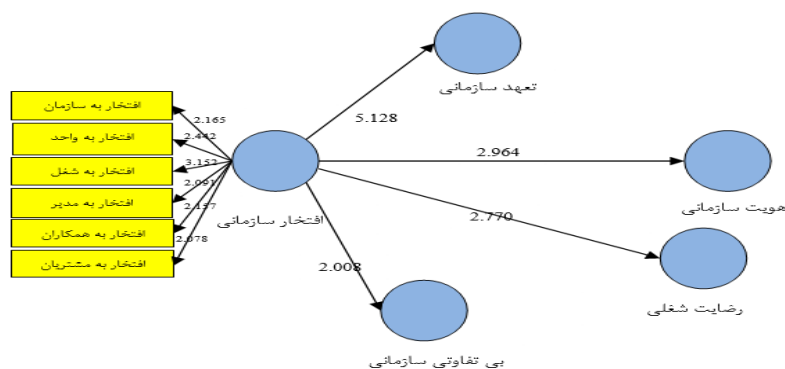 تعهد سازمانی
5.128
افتخار به سازمان
2.165
افتخار به واحد
2.442
افتخار به شغل
3.152
افتخار به مدیر
2.091
افتخار به همکاران
2.157
افتخار به مشتریان
2.078
افتخار سازمانی
2.964
هویت سازمانی
2.770
رضایت شغلی
2.008
بی تفاوتی سازمانی